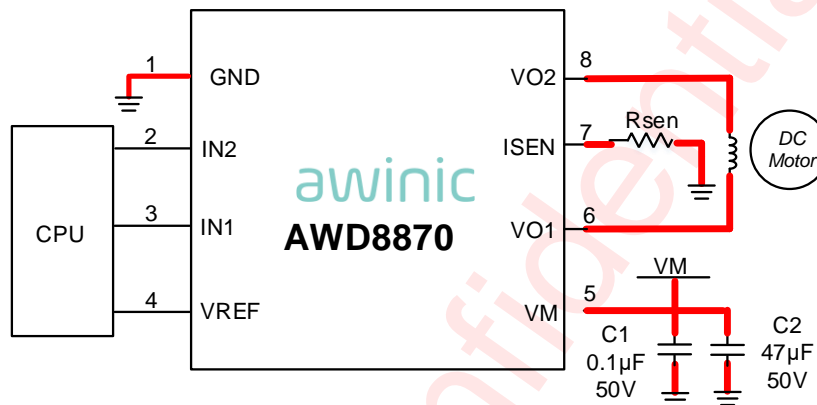 1
GND
2
IN2
3
IN1
4
VREF
CPU
awinic
AWD8870
8
VO2
7
ISEN
Rsen
6
VO1
5
VM
VM
DC
Motor
C1
0.1µF
50V
C2
47µF
50V